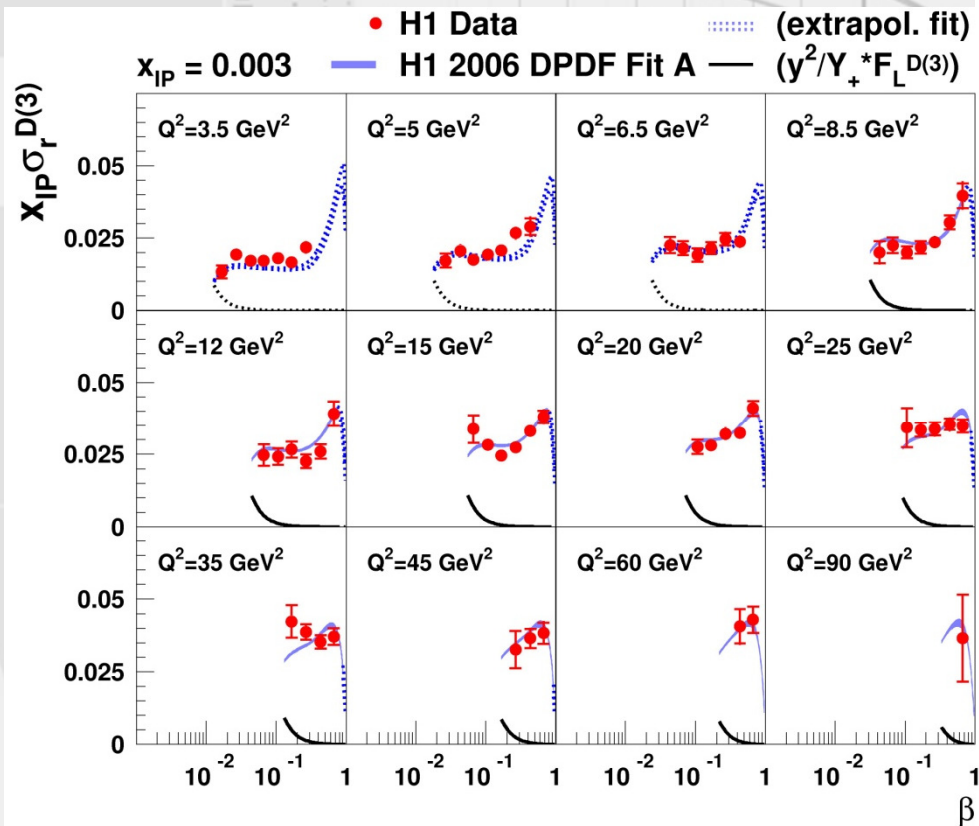 H1 Data (extrapol. fit)
x_IP = 0.003 H1 2006 DPDF Fit A (y²/Y₊*F_L^D(3))
x_IP σ_r^D(3)
Q²=3.5 GeV² Q²=5 GeV² Q²=6.5 GeV² Q²=8.5 GeV²
0.05
0.025
0
Q²=12 GeV² Q²=15 GeV² Q²=20 GeV² Q²=25 GeV²
0.05
0.025
0
Q²=35 GeV² Q²=45 GeV² Q²=60 GeV² Q²=90 GeV²
0.05
0.025
0
10⁻² 10⁻¹ 1 10⁻² 10⁻¹ 1 10⁻² 10⁻¹ 1 10⁻² 10⁻¹ 1
β